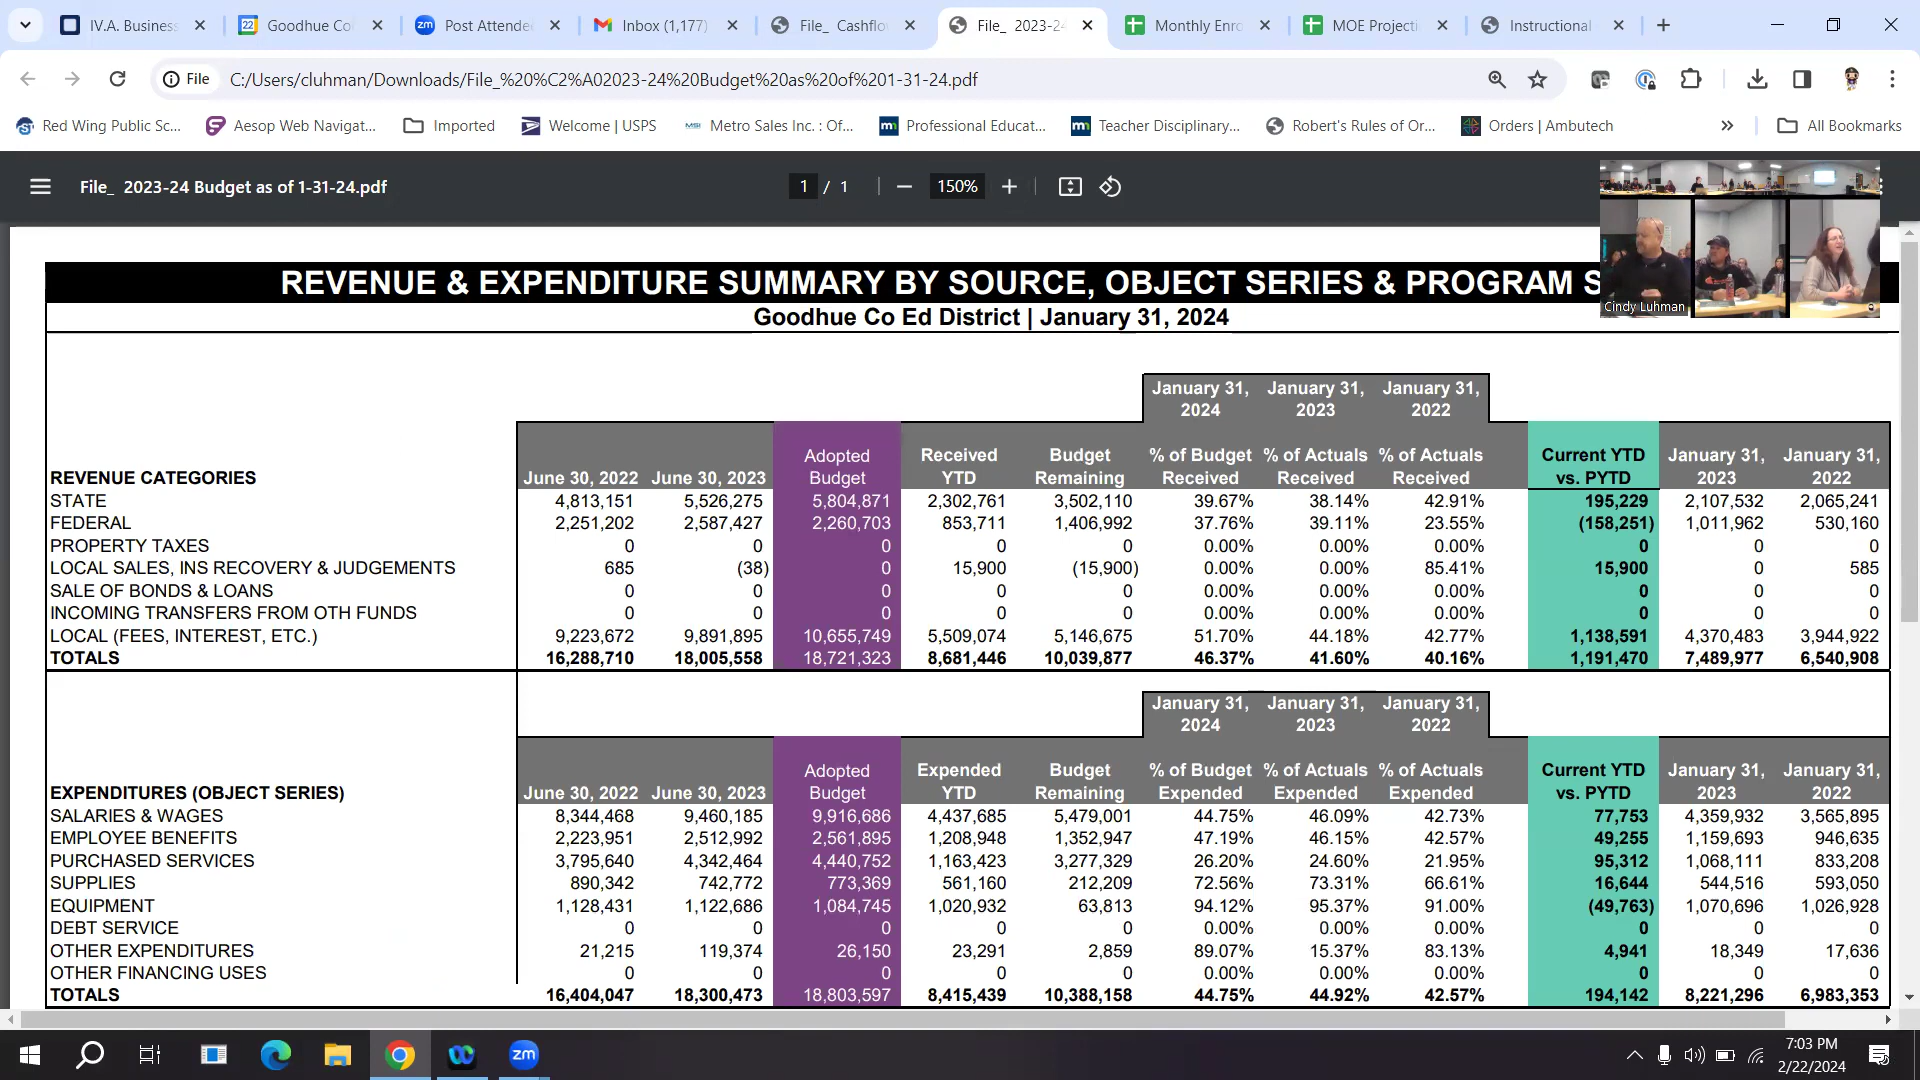 IV.A. Business
Goodhue Co
Post Attende
Inbox (1,177)
File_ Cashflo
File_ 2023-24
Monthly Enro
MOE Projecti
Instructional
File
C:/Users/cluhman/Downloads/File_%20%C2%A02023-24%20Budget%20as%20of%201-31-24.pdf
Red Wing Public Sc...
Aesop Web Navigat...
Imported
Welcome | USPS
Metro Sales Inc. : Of...
Professional Educat...
Teacher Disciplinary...
Robert's Rules of Or...
Orders | Ambutech
All Bookmarks
File_ 2023-24 Budget as of 1-31-24.pdf
1 / 1
150%
Cindy Luhman
REVENUE & EXPENDITURE SUMMARY BY SOURCE, OBJECT SERIES & PROGRAM S
Goodhue Co Ed District | January 31, 2024
January 31, January 31, January 31,
2024 2023 2022
Adopted Received Budget % of Budget % of Actuals % of Actuals Current YTD January 31, January 31,
REVENUE CATEGORIES June 30, 2022 June 30, 2023 Budget YTD Remaining Received Received Received vs. PYTD 2023 2022
STATE 4,813,151 5,526,275 5,804,871 2,302,761 3,502,110 39.67% 38.14% 42.91% 195,229 2,107,532 2,065,241
FEDERAL 2,251,202 2,587,427 2,260,703 853,711 1,406,992 37.76% 39.11% 23.55% (158,251) 1,011,962 530,160
PROPERTY TAXES 0 0 0 0 0 0.00% 0.00% 0.00% 0 0 0
LOCAL SALES, INS RECOVERY & JUDGEMENTS 685 (38) 0 15,900 (15,900) 0.00% 0.00% 85.41% 15,900 0 585
SALE OF BONDS & LOANS 0 0 0 0 0 0.00% 0.00% 0.00% 0 0 0
INCOMING TRANSFERS FROM OTH FUNDS 0 0 0 0 0 0.00% 0.00% 0.00% 0 0 0
LOCAL (FEES, INTEREST, ETC.) 9,223,672 9,891,895 10,655,749 5,509,074 5,146,675 51.70% 44.18% 42.77% 1,138,591 4,370,483 3,944,922
TOTALS 16,288,710 18,005,558 18,721,323 8,681,446 10,039,877 46.37% 41.60% 40.16% 1,191,470 7,489,977 6,540,908
January 31, January 31, January 31,
2024 2023 2022
Adopted Expended Budget % of Budget % of Actuals % of Actuals Current YTD January 31, January 31,
EXPENDITURES (OBJECT SERIES) June 30, 2022 June 30, 2023 Budget YTD Remaining Expended Expended Expended vs. PYTD 2023 2022
SALARIES & WAGES 8,344,468 9,460,185 9,916,686 4,437,685 5,479,001 44.75% 46.09% 42.73% 77,753 4,359,932 3,565,895
EMPLOYEE BENEFITS 2,223,951 2,512,992 2,561,895 1,208,948 1,352,947 47.19% 46.15% 42.57% 49,255 1,159,693 946,635
PURCHASED SERVICES 3,795,640 4,342,464 4,440,752 1,163,423 3,277,329 26.20% 24.60% 21.95% 95,312 1,068,111 833,208
SUPPLIES 890,342 742,772 773,369 561,160 212,209 72.56% 73.31% 66.61% 16,644 544,516 593,050
EQUIPMENT 1,128,431 1,122,686 1,084,745 1,020,932 63,813 94.12% 95.37% 91.00% (49,763) 1,070,696 1,026,928
DEBT SERVICE 0 0 0 0 0 0.00% 0.00% 0.00% 0 0 0
OTHER EXPENDITURES 21,215 119,374 26,150 23,291 2,859 89.07% 15.37% 83.13% 4,941 18,349 17,636
OTHER FINANCING USES 0 0 0 0 0 0.00% 0.00% 0.00% 0 0 0
TOTALS 16,404,047 18,300,473 18,803,597 8,415,439 10,388,158 44.75% 44.92% 42.57% 194,142 8,221,296 6,983,353
zm
7:03 PM
2/22/2024